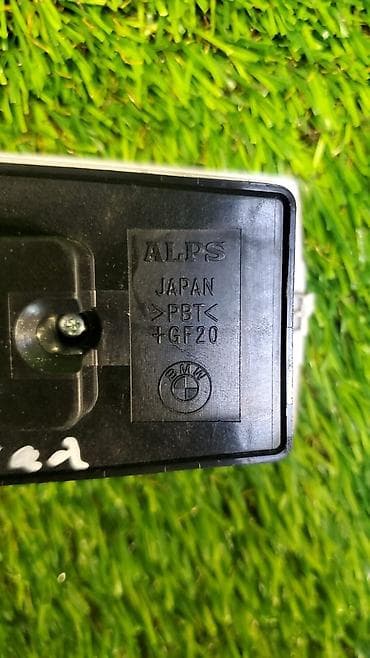 ALPS
JAPAN
>PBT<
+GF20
BMW